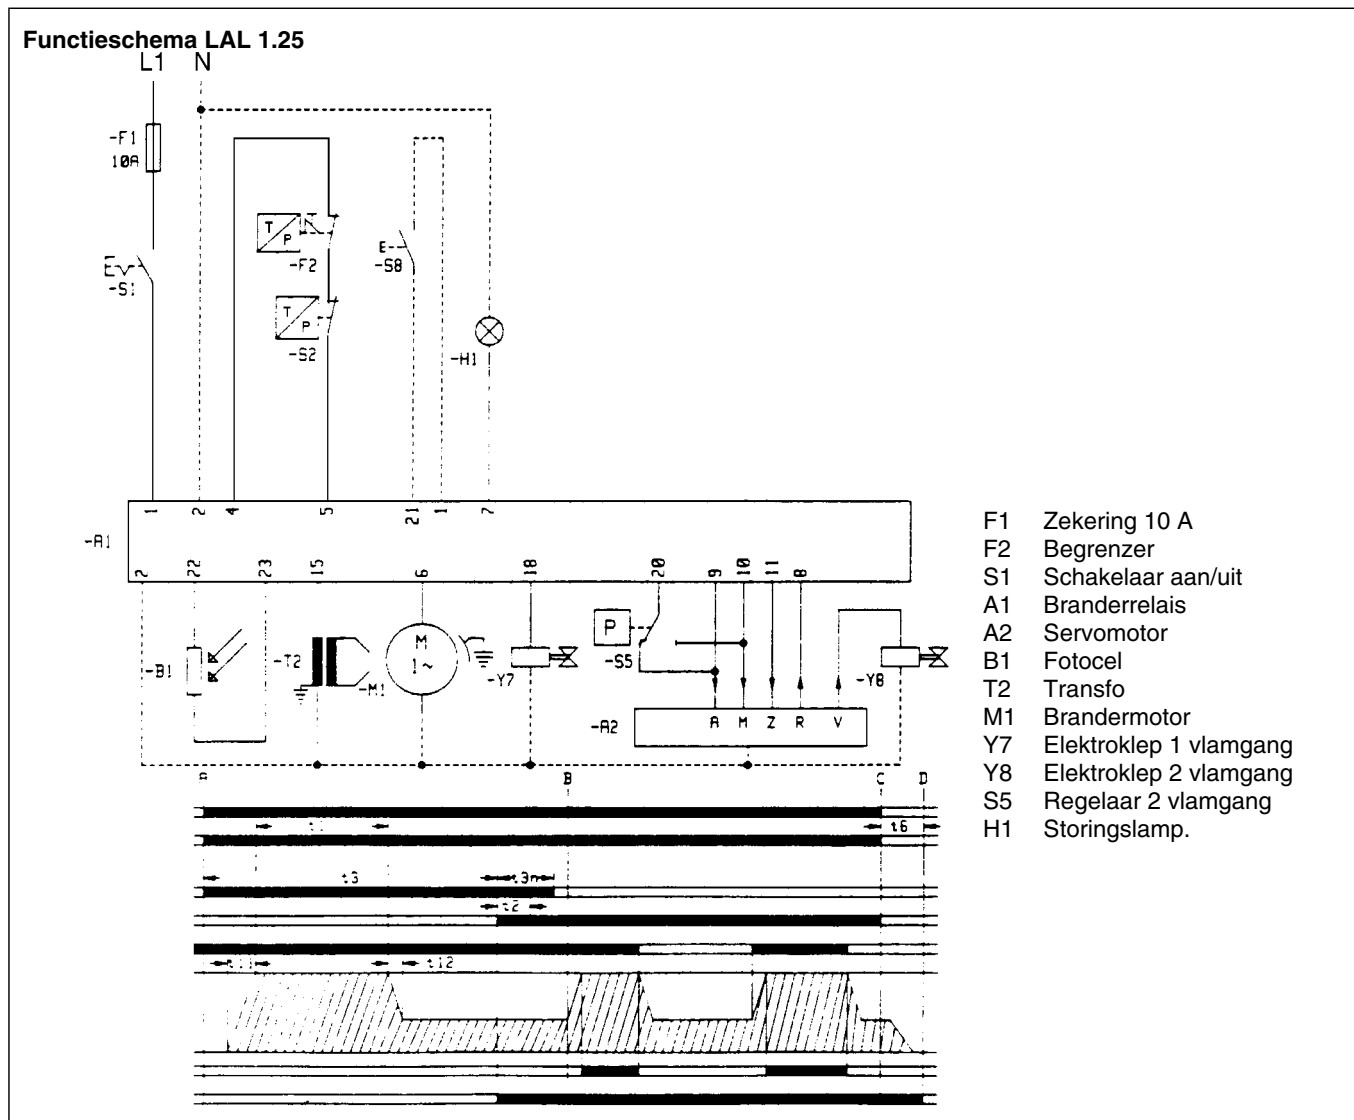 Functieschema LAL 1.25
L1 N
-F1
10A
T
P
-F2
E--
-S8
E
-S1
T
P
-S2
-H1
1 2 4 5 21 1 7
-A1
2 22 23 15 6 18 20 9 10 11 8
F1 Zekering 10 A
F2 Begrenzer
S1 Schakelaar aan/uit
A1 Branderrelais
A2 Servomotor
B1 Fotocel
T2 Transfo
M1 Brandermotor
Y7 Elektroklep 1 vlamgang
Y8 Elektroklep 2 vlamgang
S5 Regelaar 2 vlamgang
H1 Storingslamp.
P
M
1~
-B1 -T2 -M1 -Y7 -S5 -Y8
-A2 A M Z R V
A B C D
t1 t6
t3 t3n
t2
t11 t12